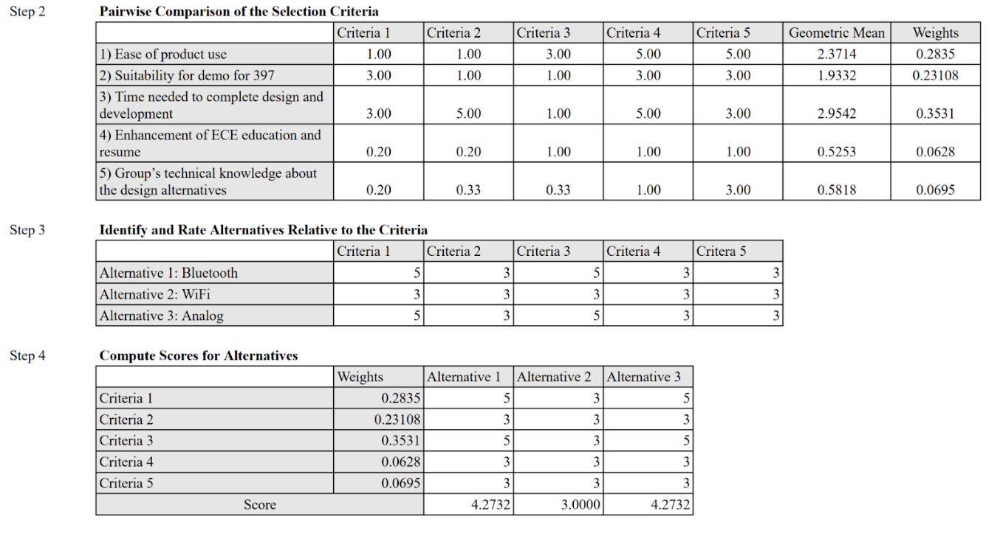 Step 2 Pairwise Comparison of the Selection Criteria
Criteria 1 Criteria 2 Criteria 3 Criteria 4 Criteria 5 Geometric Mean Weights
1) Ease of product use 1.00 1.00 3.00 5.00 5.00 2.3714 0.2835
2) Suitability for demo for 397 3.00 1.00 1.00 3.00 3.00 1.9332 0.23108
3) Time needed to complete design and
development 3.00 5.00 1.00 5.00 3.00 2.9542 0.3531
4) Enhancement of ECE education and
resume 0.20 0.20 1.00 1.00 1.00 0.5253 0.0628
5) Group's technical knowledge about
the design alternatives 0.20 0.33 0.33 1.00 3.00 0.5818 0.0695
Step 3 Identify and Rate Alternatives Relative to the Criteria
Criteria 1 Criteria 2 Criteria 3 Criteria 4 Critera 5
Alternative 1: Bluetooth 5 3 5 3 3
Alternative 2: WiFi 3 3 3 3 3
Alternative 3: Analog 5 3 5 3 3
Step 4 Compute Scores for Alternatives
Weights Alternative 1 Alternative 2 Alternative 3
Criteria 1 0.2835 5 3 5
Criteria 2 0.23108 3 3 3
Criteria 3 0.3531 5 3 5
Criteria 4 0.0628 3 3 3
Criteria 5 0.0695 3 3 3
Score 4.2732 3.0000 4.2732